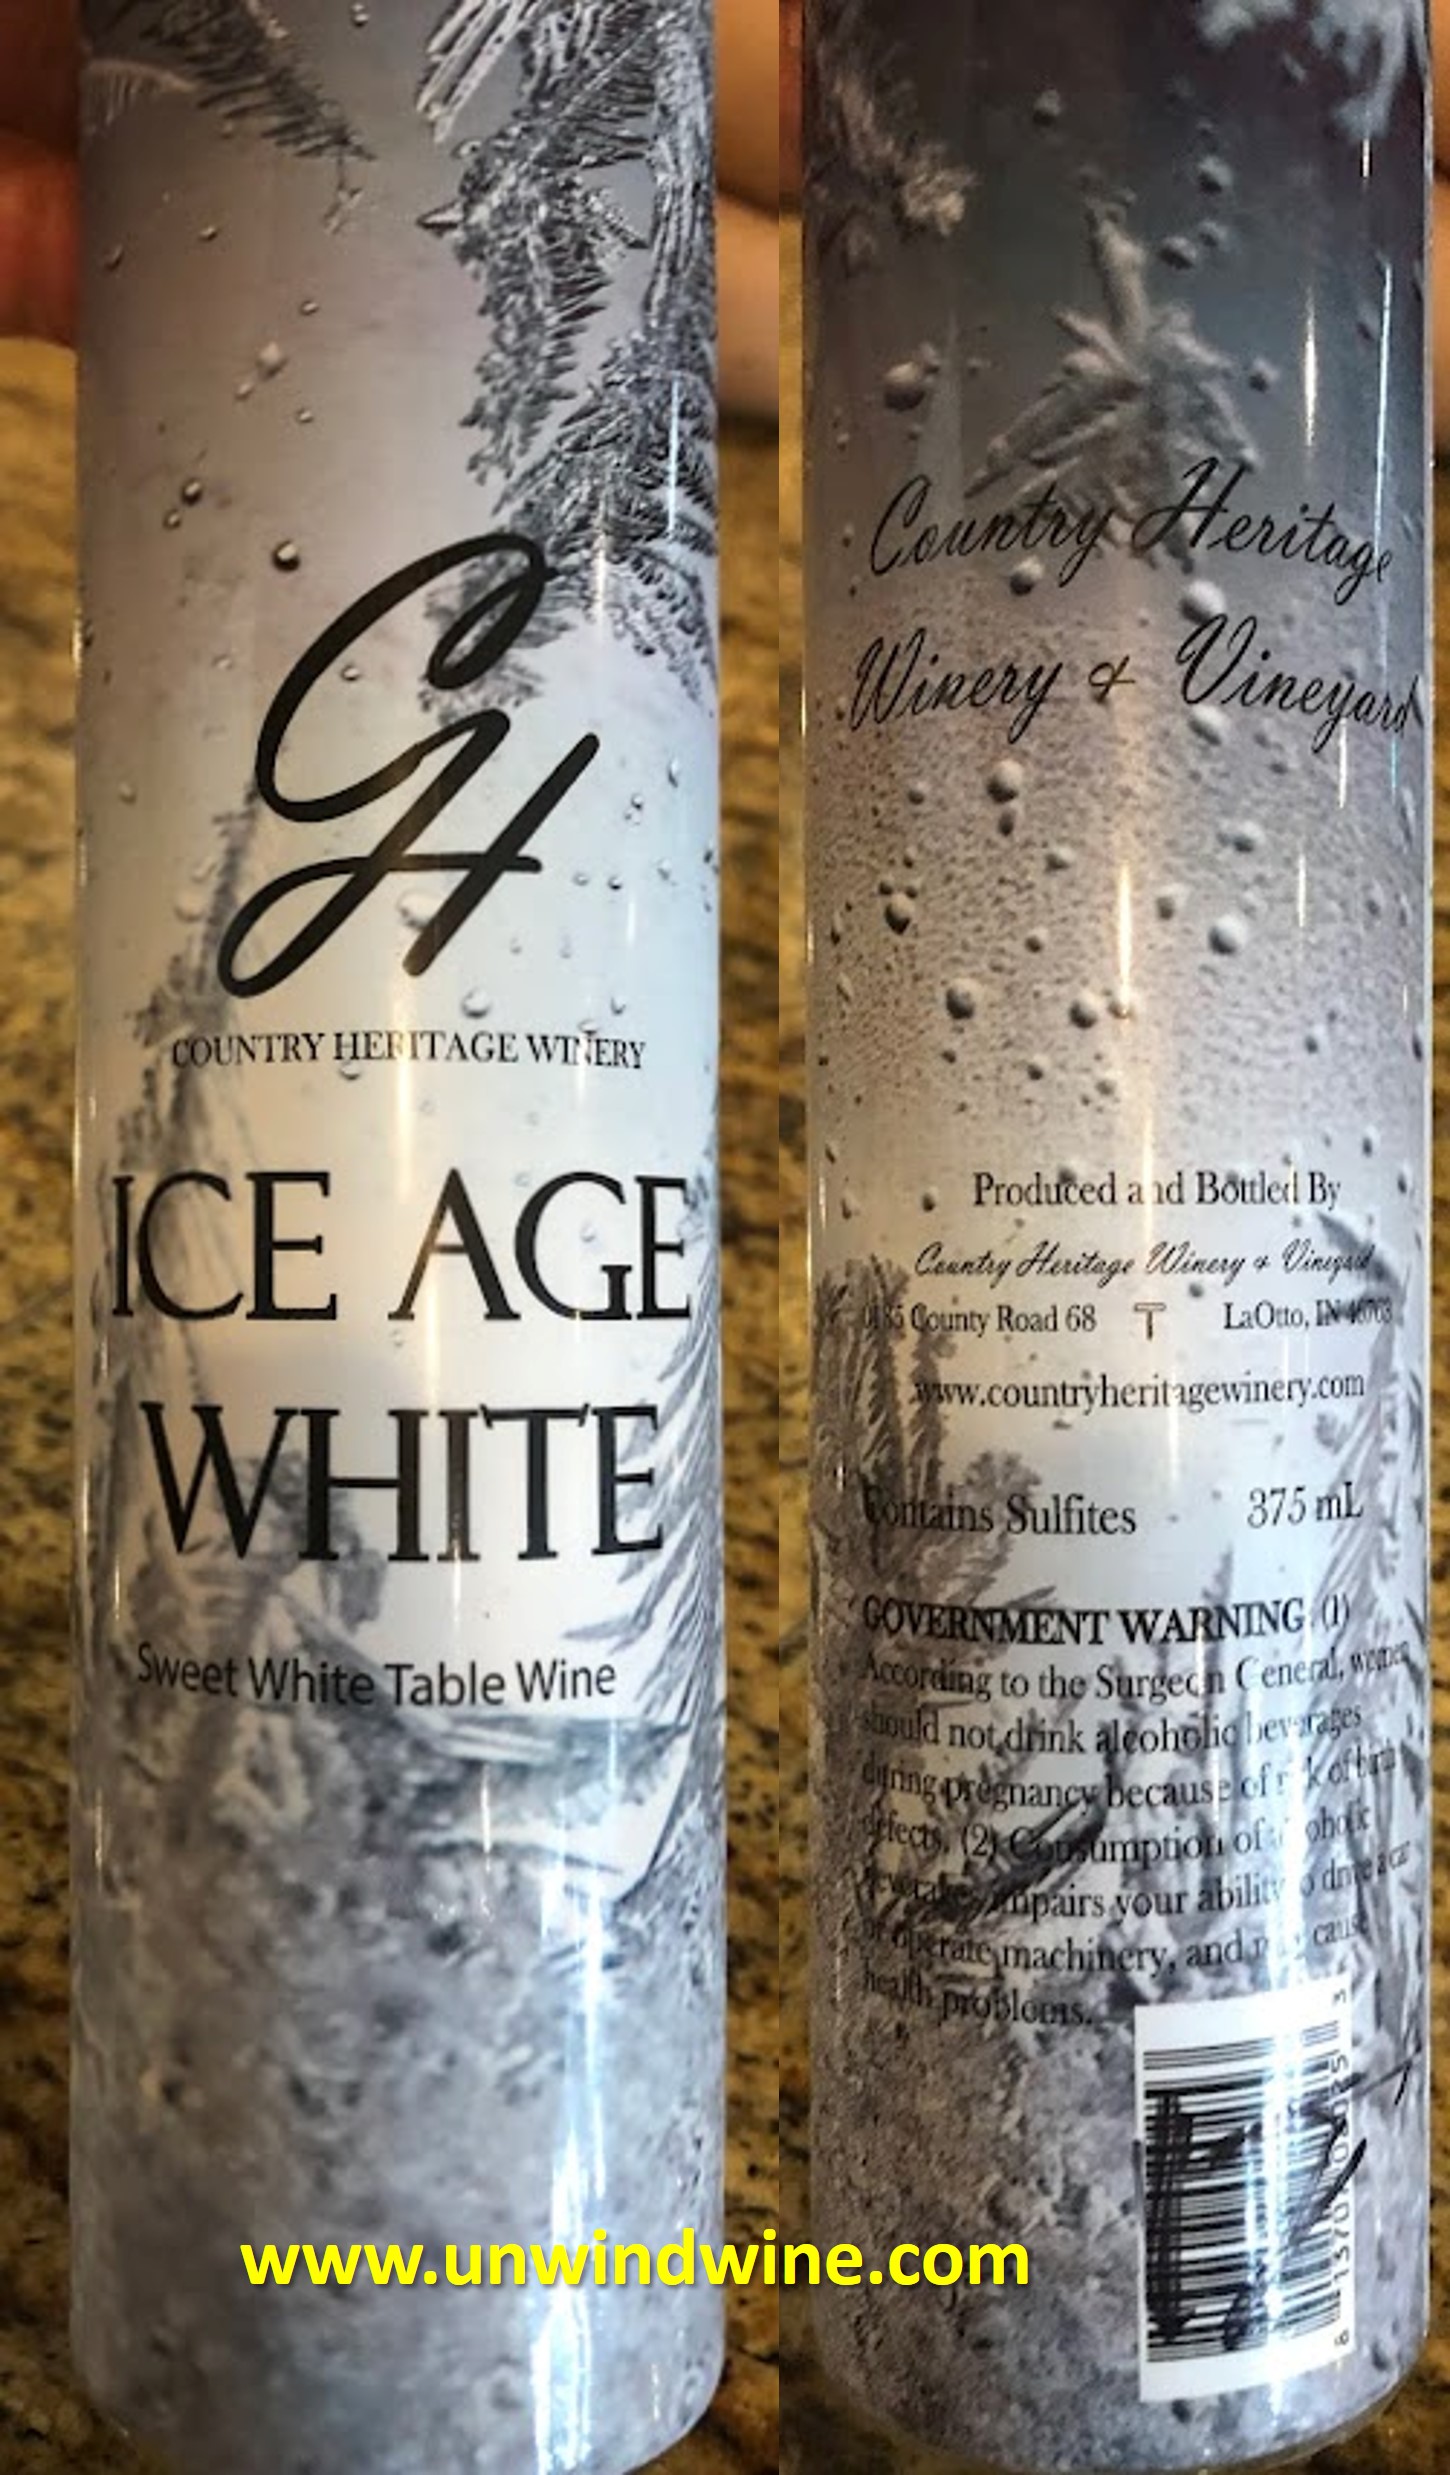 CH
COUNTRY HERITAGE WINERY
ICE AGE
WHITE
Sweet White Table Wine
Country Heritage
Winery & Vineyard
Produced and Bottled By
Country Heritage Winery & Vineyard
County Road 68 LaOtto, IN 46763
www.countryheritagewinery.com
Contains Sulfites 375 mL
GOVERNMENT WARNING: (1)
According to the Surgeon General, women
should not drink alcoholic beverages
during pregnancy because of risk of birth
defects. (2) Consumption of alcoholic
beverages impairs your ability to drive a car
or operate machinery, and may cause
health problems.
www.unwindwine.com